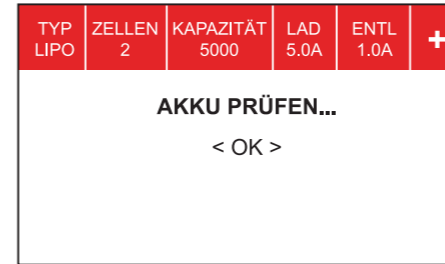 TYP ZELLEN KAPAZITÄT LAD ENTL +
LIPO 2 5000 5.0A 1.0A
AKKU PRÜFEN...
< OK >